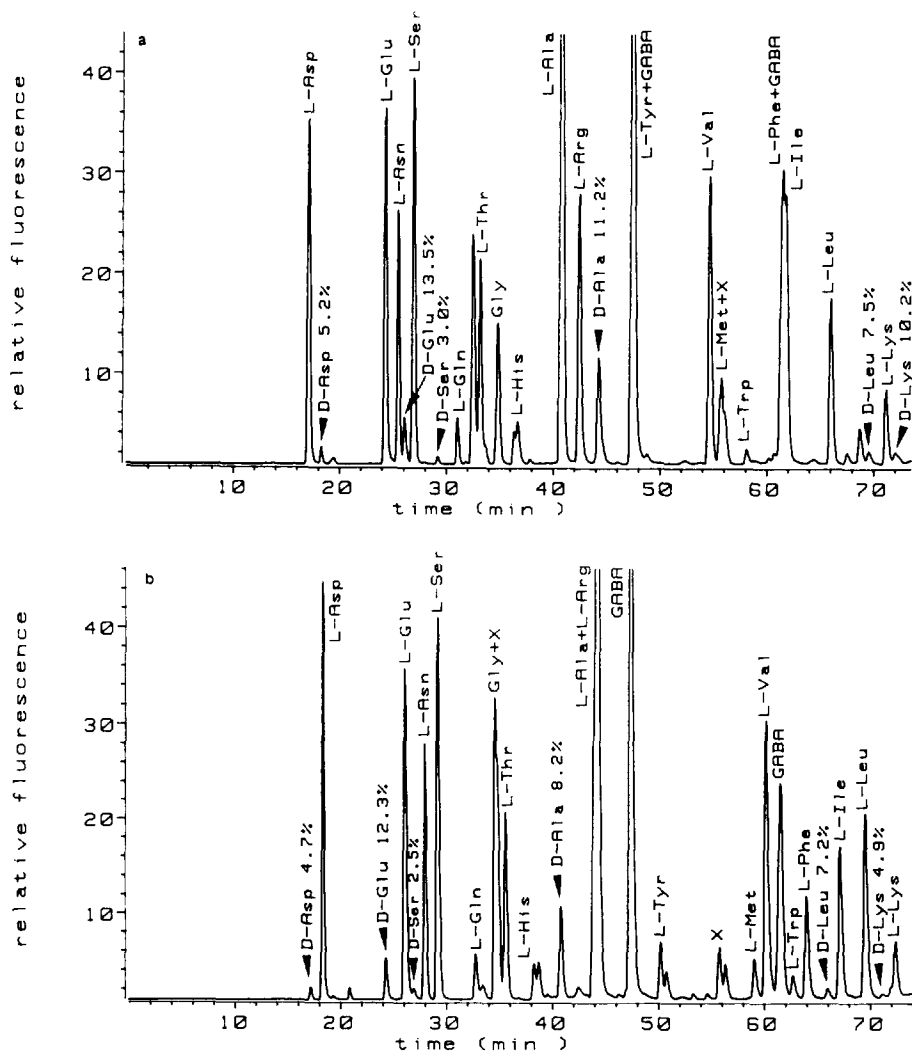 a
relative fluorescence
40
30
20
10
L-Asp
D-Asp 5.2%
L-Glu
L-Asn
D-Glu 13.5%
L-Ser
D-Ser 3.0%
L-Gln
L-Thr
Gly
L-His
L-Ala
L-Arg
D-Ala 11.2%
L-Tyr+GABA
L-Val
L-Met+X
L-Trp
L-Phe+GABA
L-Ile
L-Leu
D-Leu 7.5%
L-Lys
D-Lys 10.2%
10 20 30 40 50 60 70
time (min)
b
relative fluorescence
40
30
20
10
D-Asp 4.7%
L-Asp
D-Glu 12.3%
L-Glu
D-Ser 2.5%
L-Asn
L-Ser
L-Gln
Gly+X
L-Thr
L-His
D-Ala 8.2%
L-Ala+L-Arg
GABA
L-Tyr
X
L-Met
L-Val
GABA
L-Trp
L-Phe
D-Leu 7.2%
L-Ile
L-Leu
D-Lys 4.9%
L-Lys
10 20 30 40 50 60 70
time (min)